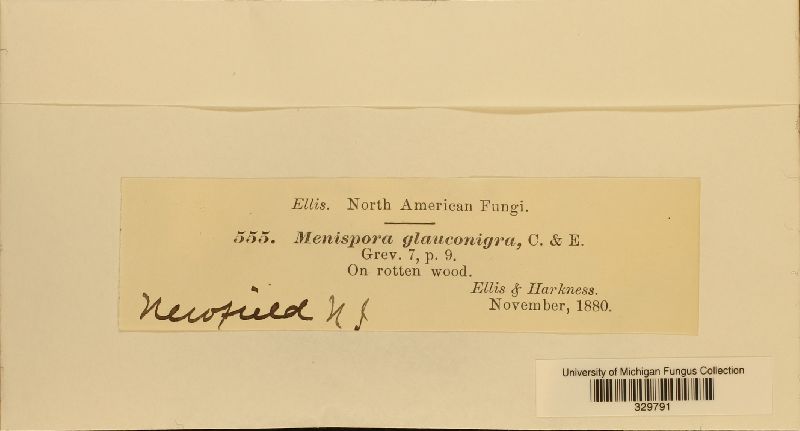 Ellis. North American Fungi.
555. Menispora glauconigra, C. & E.
Grev. 7, p. 9.
On rotten wood.
Ellis & Harkness.
November, 1880.
Newfield NJ
University of Michigan Fungus Collection
329791